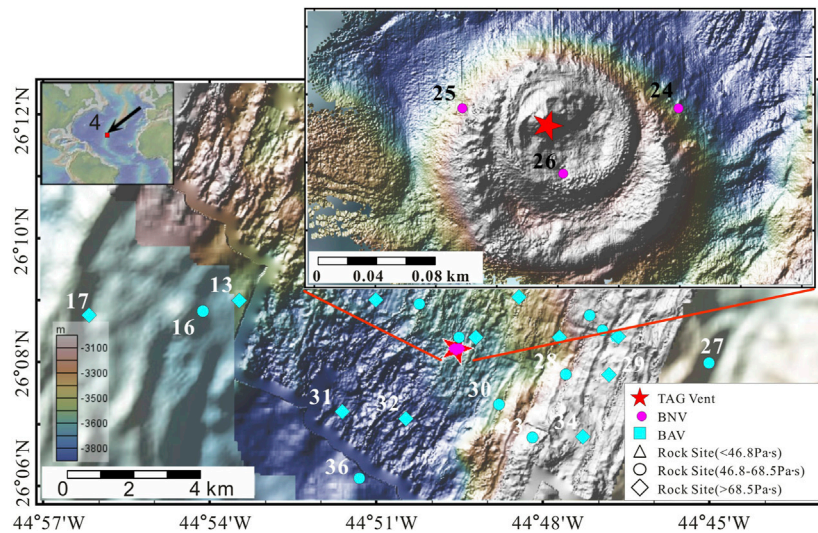 25
24
26
0
0.04
0.08 km
4
26°12'N
26°10'N
26°08'N
26°06'N
17
16
13
m
-3100
-3400
-3600
-3800
31
32
36
30
28
29
27
34
0 2 4 km
TAG Vent
BNV
BAV
Rock Site(<46.8Pa·s)
Rock Site(46.8-68.5Pa·s)
Rock Site(>68.5Pa·s)
44°57'W
44°54'W
44°51'W
44°48'W
44°45'W